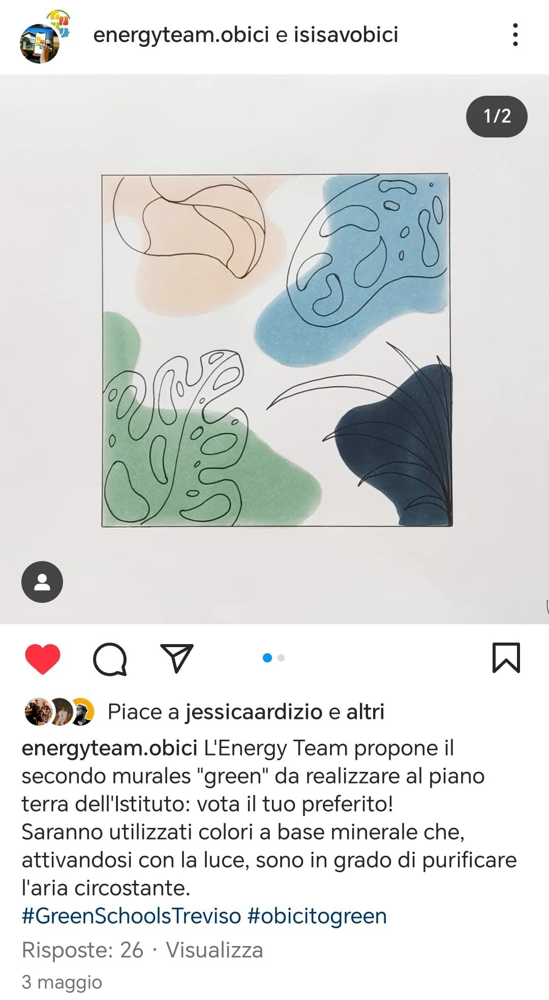 energyteam.obici e isisavobici
1/2
Piace a jessicaardizio e altri
energyteam.obici L'Energy Team propone il
secondo murales "green" da realizzare al piano
terra dell'Istituto: vota il tuo preferito!
Saranno utilizzati colori a base minerale che,
attivandosi con la luce, sono in grado di purificare
l'aria circostante.
#GreenSchoolsTreviso #obicitogreen
Risposte: 26 · Visualizza
3 maggio